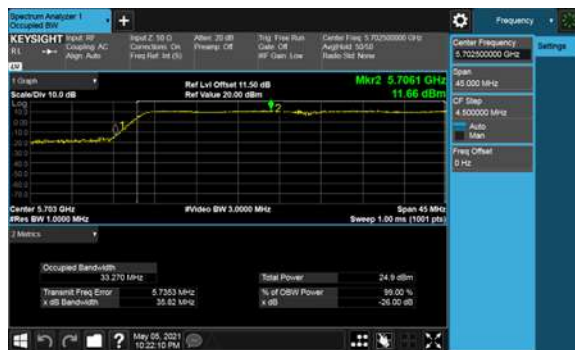 Spectrum Analyzer 1
Occupied BW
Frequency
KEYSIGHT Input: RF
RL
Coupling: AC
Align: Auto
Input Z: 50 Ω
Corrections: On
Freq Ref: Int (S)
Atten: 20 dB
Preamp: Off
Trig: Free Run
Gate: Off
#IF Gain: Low
Center Freq: 5.702500000 GHz
Avg|Hold: 50/50
Radio Std: None
Center Frequency
5.702500000 GHz
Settings
Span
45.000 MHz
CF Step
4.500000 MHz
Auto
Man
Freq Offset
0 Hz
1 Graph
Scale/Div 10.0 dB
Ref Lvl Offset 11.50 dB
Ref Value 20.00 dBm
Mkr2 5.7061 GHz
11.66 dBm
Log
10.0
0.00
1
2
Center 5.703 GHz
#Res BW 1.0000 MHz
#Video BW 3.0000 MHz
Span 45 MHz
Sweep 1.00 ms (1001 pts)
2 Metrics
Occupied Bandwidth
33.270 MHz
Total Power 24.9 dBm
Transmit Freq Error 5.7353 MHz
% of OBW Power 99.00 %
x dB Bandwidth 35.82 MHz
x dB -26.00 dB
May 05, 2021
10:22:10 PM